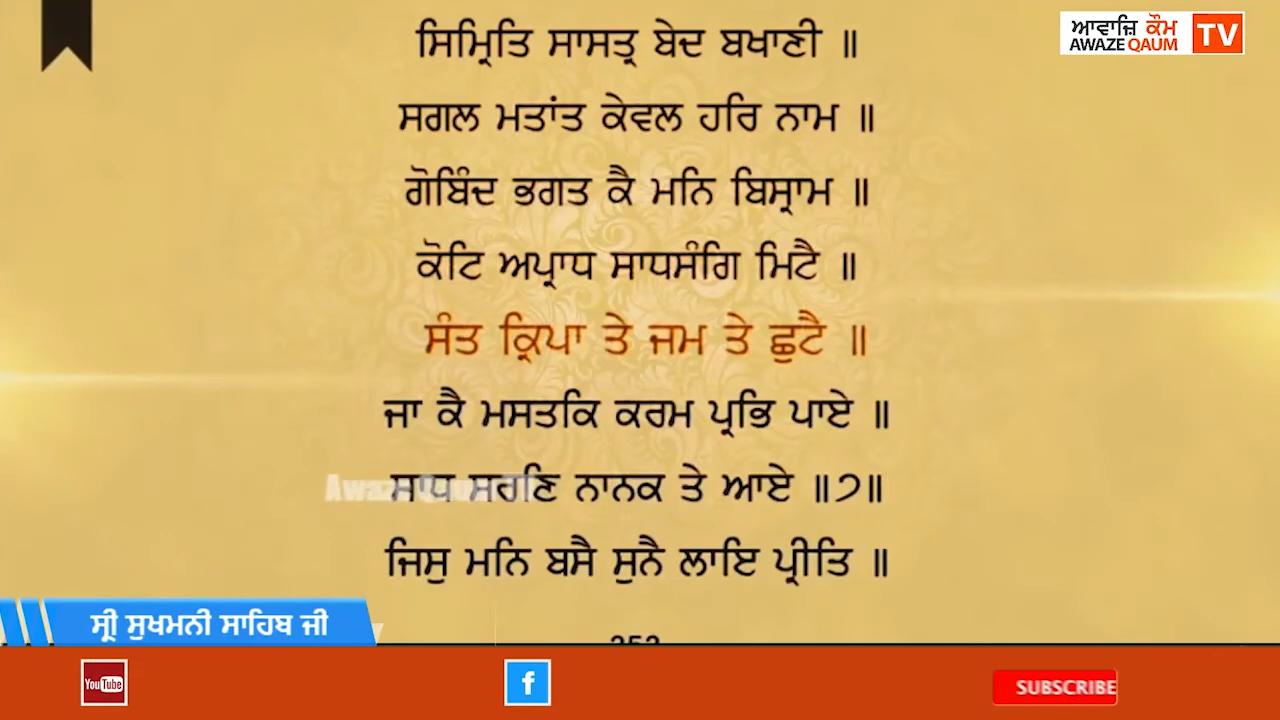 ਆਵਾਜ਼ਿ ਕੌਮ
AWAZE QAUM TV
ਸਿਮ੍ਰਿਤਿ ਸਾਸਤ੍ਰ ਬੇਦ ਬਖਾਣੀ ॥
ਸਗਲ ਮਤਾਂਤ ਕੇਵਲ ਹਰਿ ਨਾਮ ॥
ਗੋਬਿੰਦ ਭਗਤ ਕੈ ਮਨਿ ਬਿਸ੍ਰਾਮ ॥
ਕੋਟਿ ਅਪ੍ਰਾਧ ਸਾਧਸੰਗਿ ਮਿਟੈ ॥
ਸੰਤ ਕ੍ਰਿਪਾ ਤੇ ਜਮ ਤੇ ਛੁਟੈ ॥
ਜਾ ਕੈ ਮਸਤਕਿ ਕਰਮ ਪ੍ਰਭਿ ਪਾਏ ॥
ਸਾਧ ਸਰਣਿ ਨਾਨਕ ਤੇ ਆਏ ॥੭॥
ਜਿਸੁ ਮਨਿ ਬਸੈ ਸੁਨੈ ਲਾਇ ਪ੍ਰੀਤਿ ॥
ਸ੍ਰੀ ਸੁਖਮਨੀ ਸਾਹਿਬ ਜੀ
YouTube
f
SUBSCRIBE